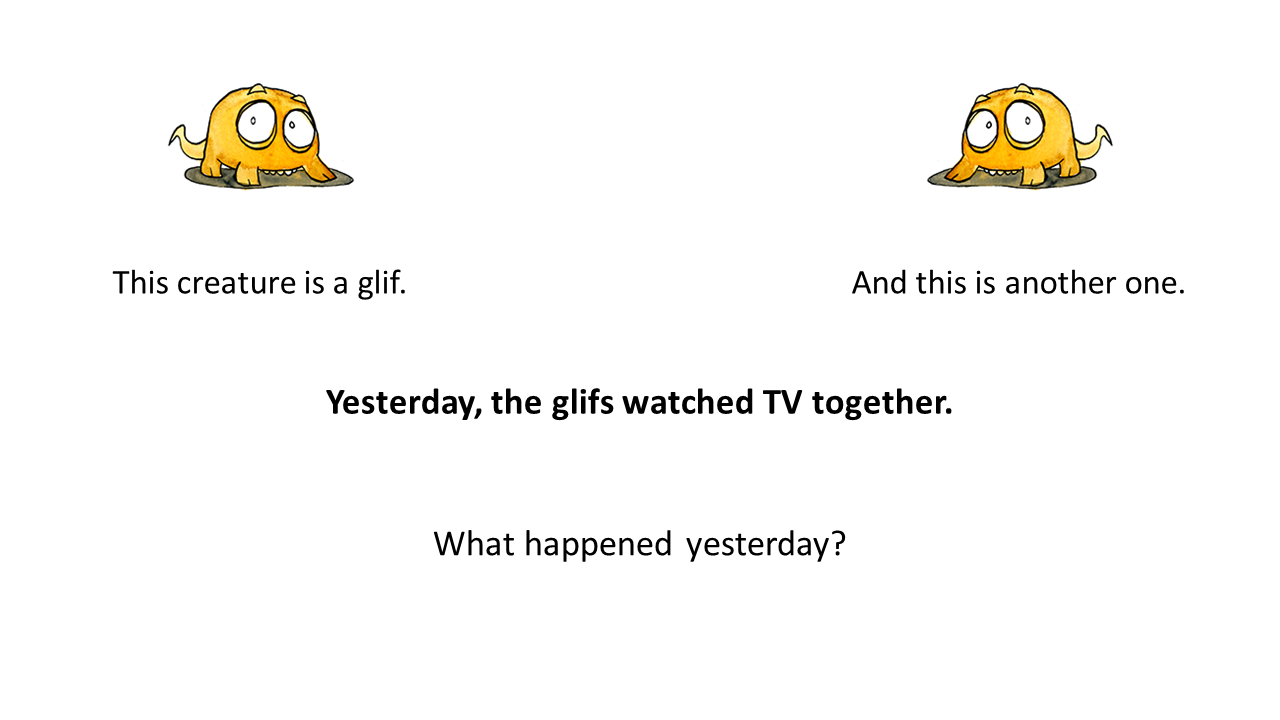 This creature is a glif.
And this is another one.
Yesterday, the glifs watched TV together.
What happened yesterday?